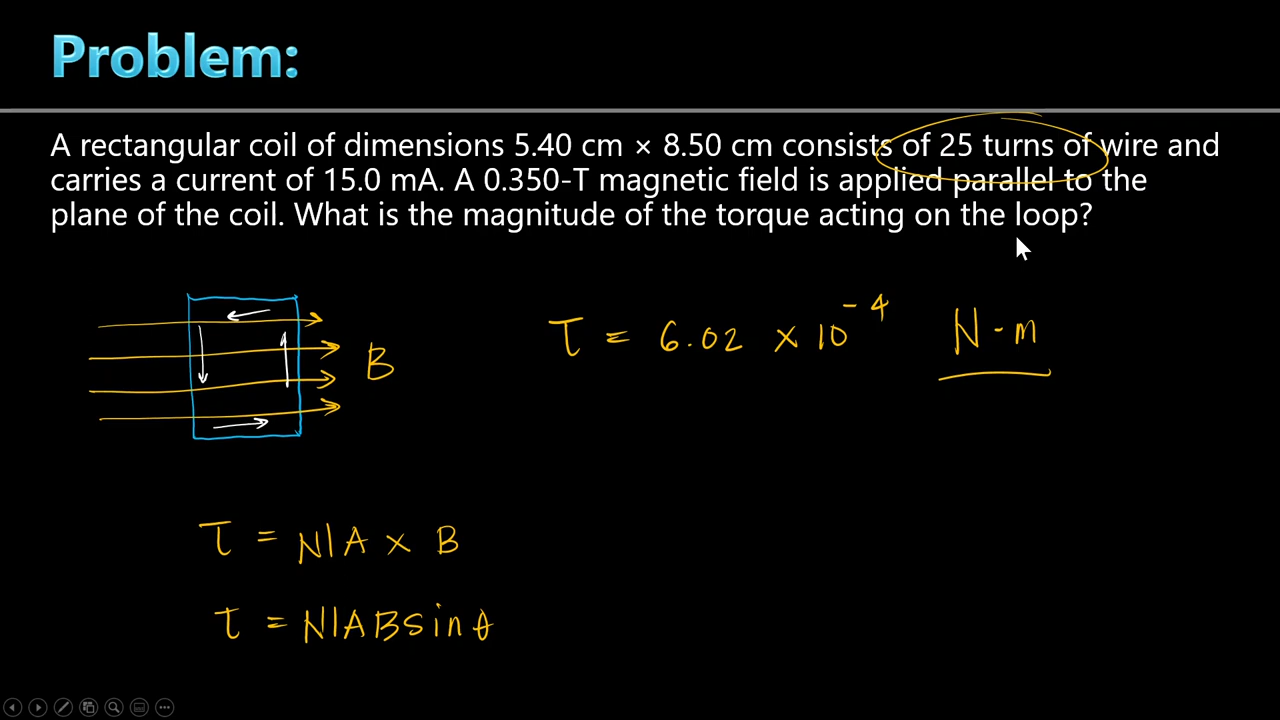 Problem:
A rectangular coil of dimensions 5.40 cm × 8.50 cm consists of 25 turns of wire and
carries a current of 15.0 mA. A 0.350-T magnetic field is applied parallel to the
plane of the coil. What is the magnitude of the torque acting on the loop?
B
τ = 6.02 × 10⁻⁴ N-m
τ = NIA × B
τ = NIABsinθ